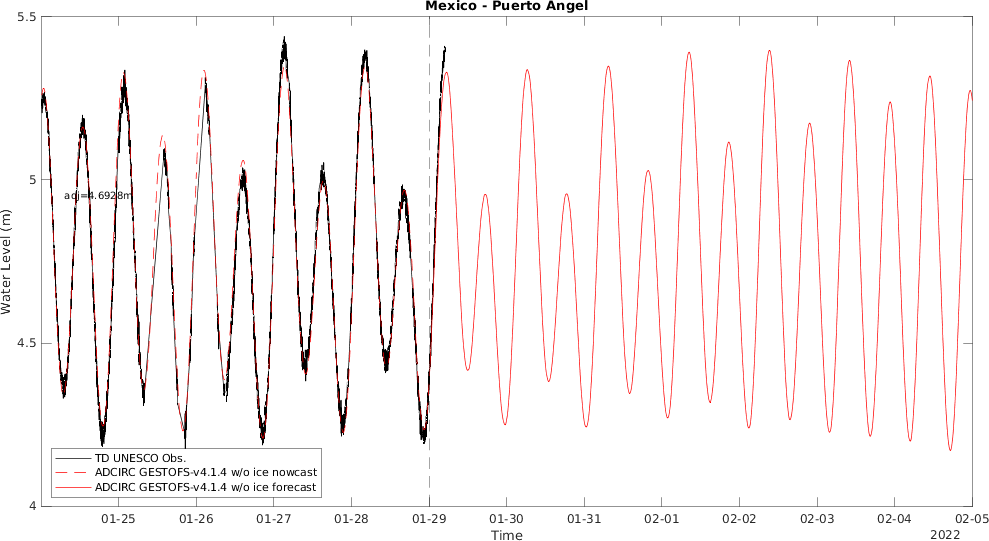 Mexico - Puerto Angel
5.5
5
4.5
4
Water Level (m)
adj=4.6928m
TD UNESCO Obs.
ADCIRC GESTOFS-v4.1.4 w/o ice nowcast
ADCIRC GESTOFS-v4.1.4 w/o ice forecast
01-25 01-26 01-27 01-28 01-29 01-30 01-31 02-01 02-02 02-03 02-04 02-05
Time
2022